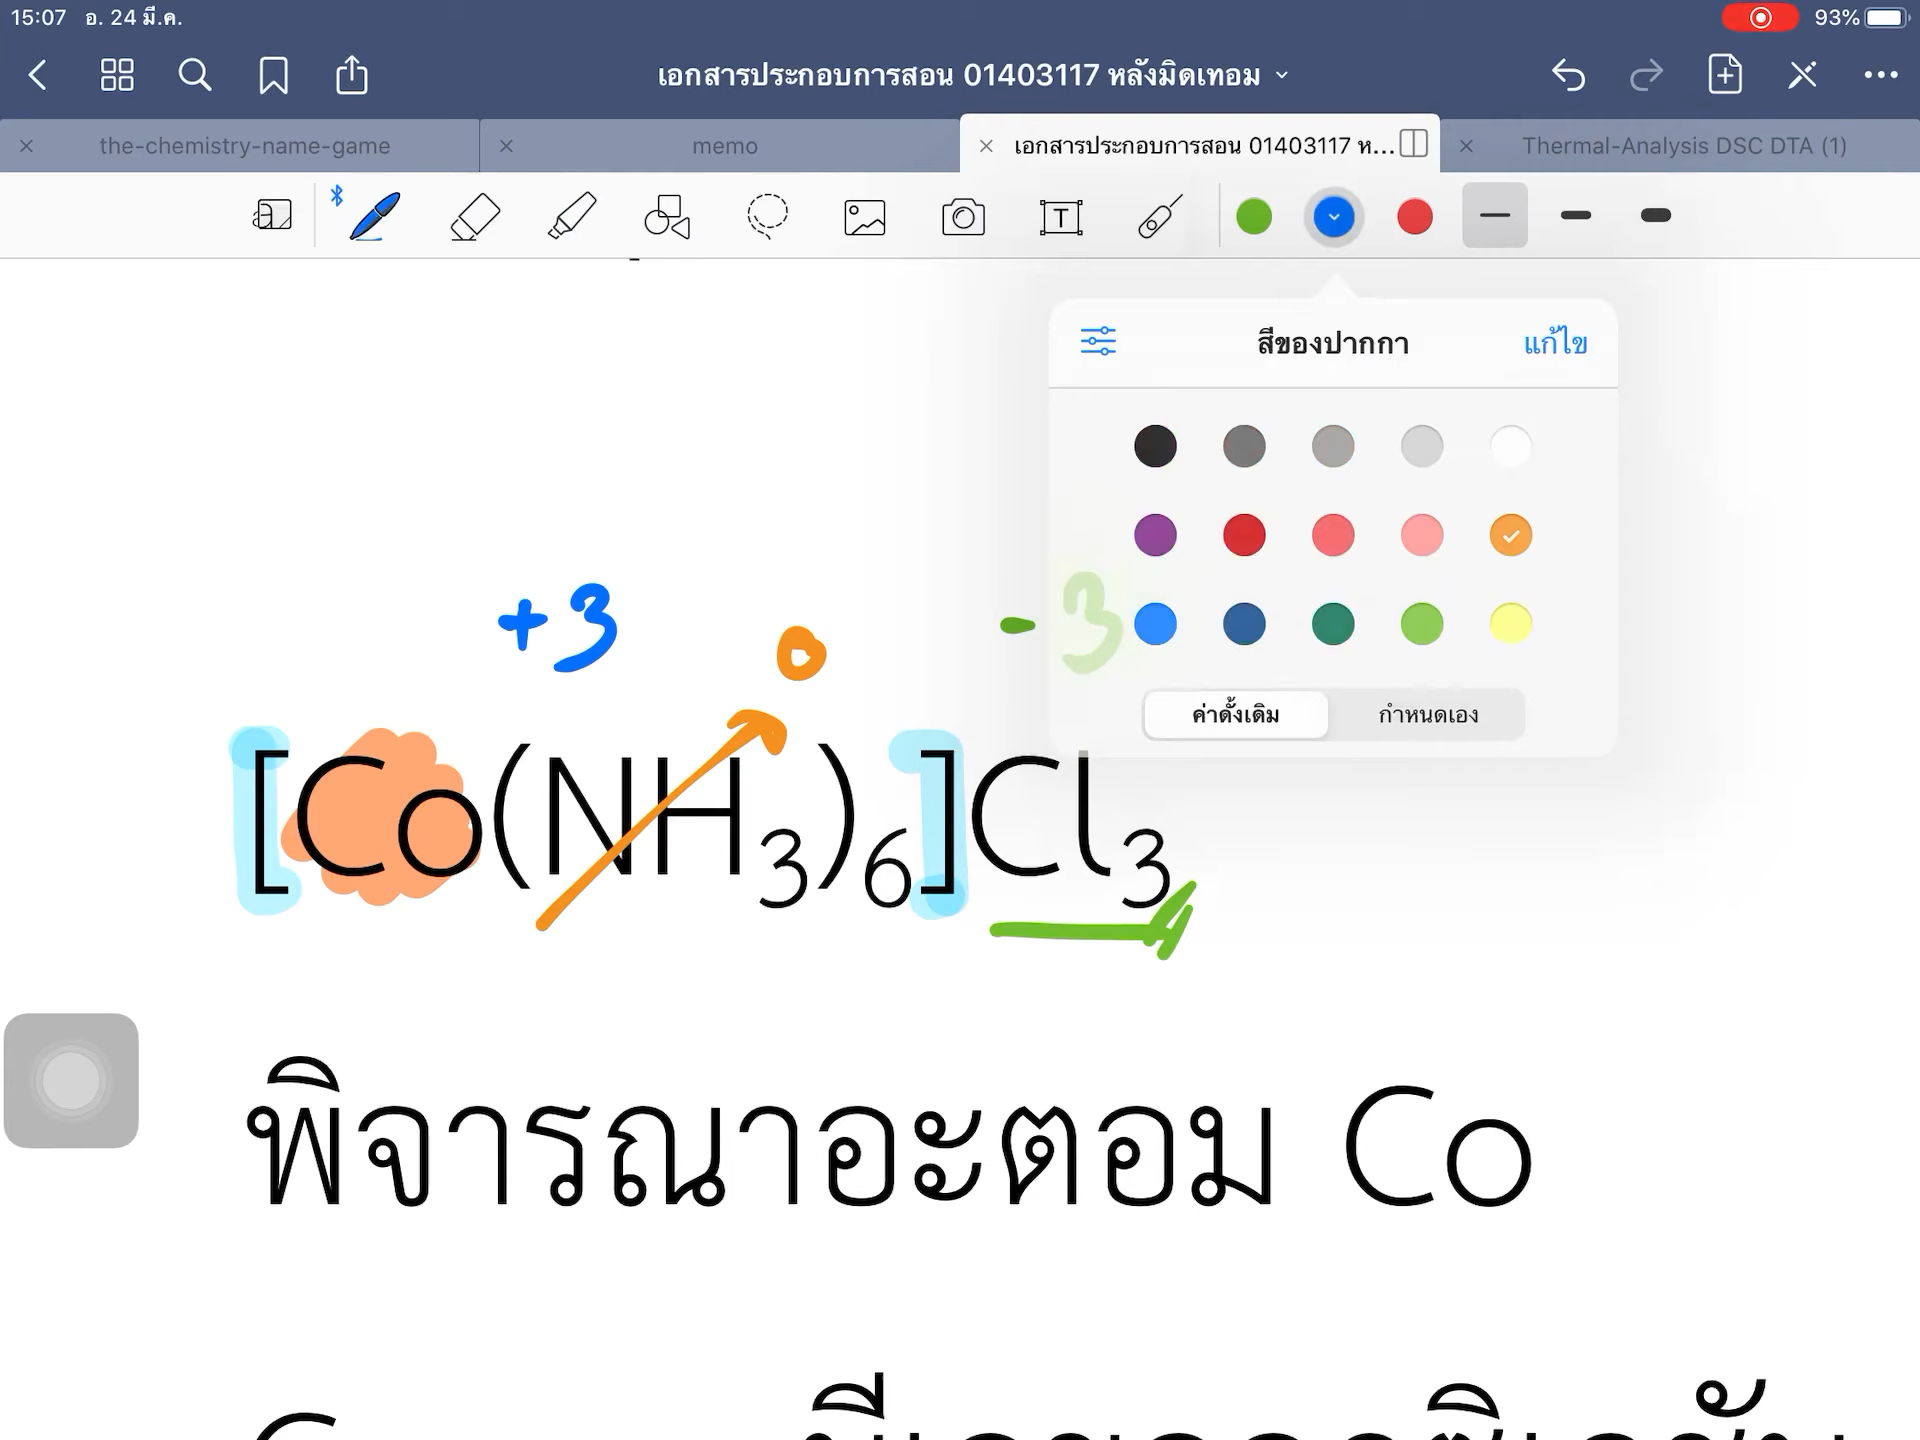 15:07 อ. 24 มี.ค. 93%
เอกสารประกอบการสอน 01403117 หลังมิดเทอม
the-chemistry-name-game
memo
เอกสารประกอบการสอน 01403117 ห...
Thermal-Analysis DSC DTA (1)
สีของปากกา
แก้ไข
ค่าดั้งเดิม
กำหนดเอง
+3 0 -3
[Co(NH₃)₆]Cl₃
พิจารณาอะตอม Co